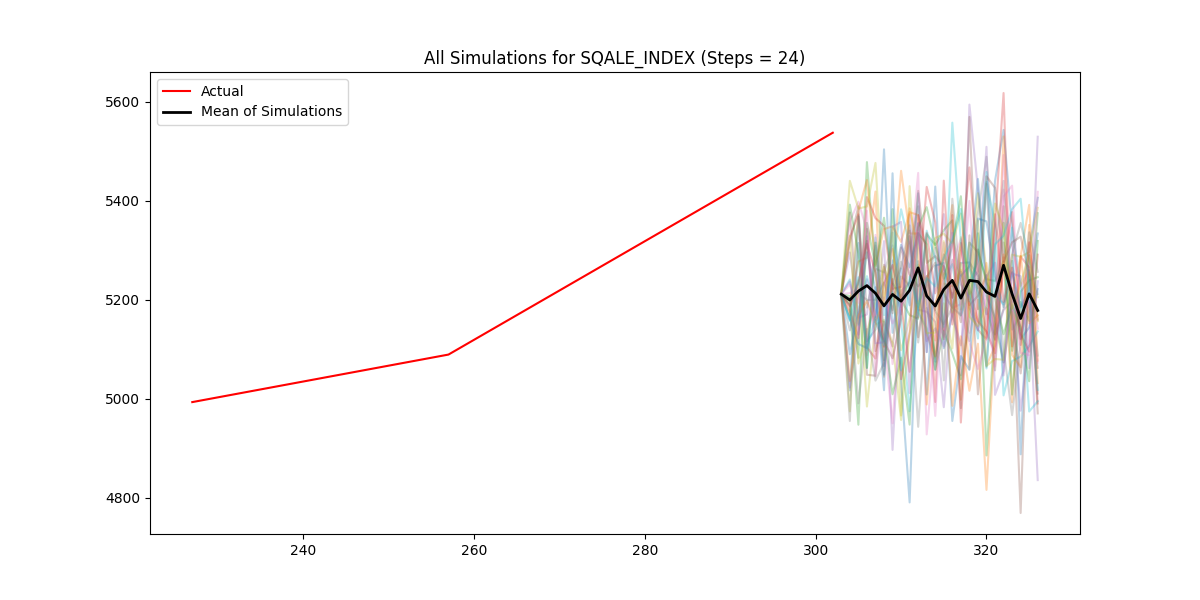 All Simulations for SQALE_INDEX (Steps = 24)
Actual
Mean of Simulations
5600
5400
5200
5000
4800
240 260 280 300 320